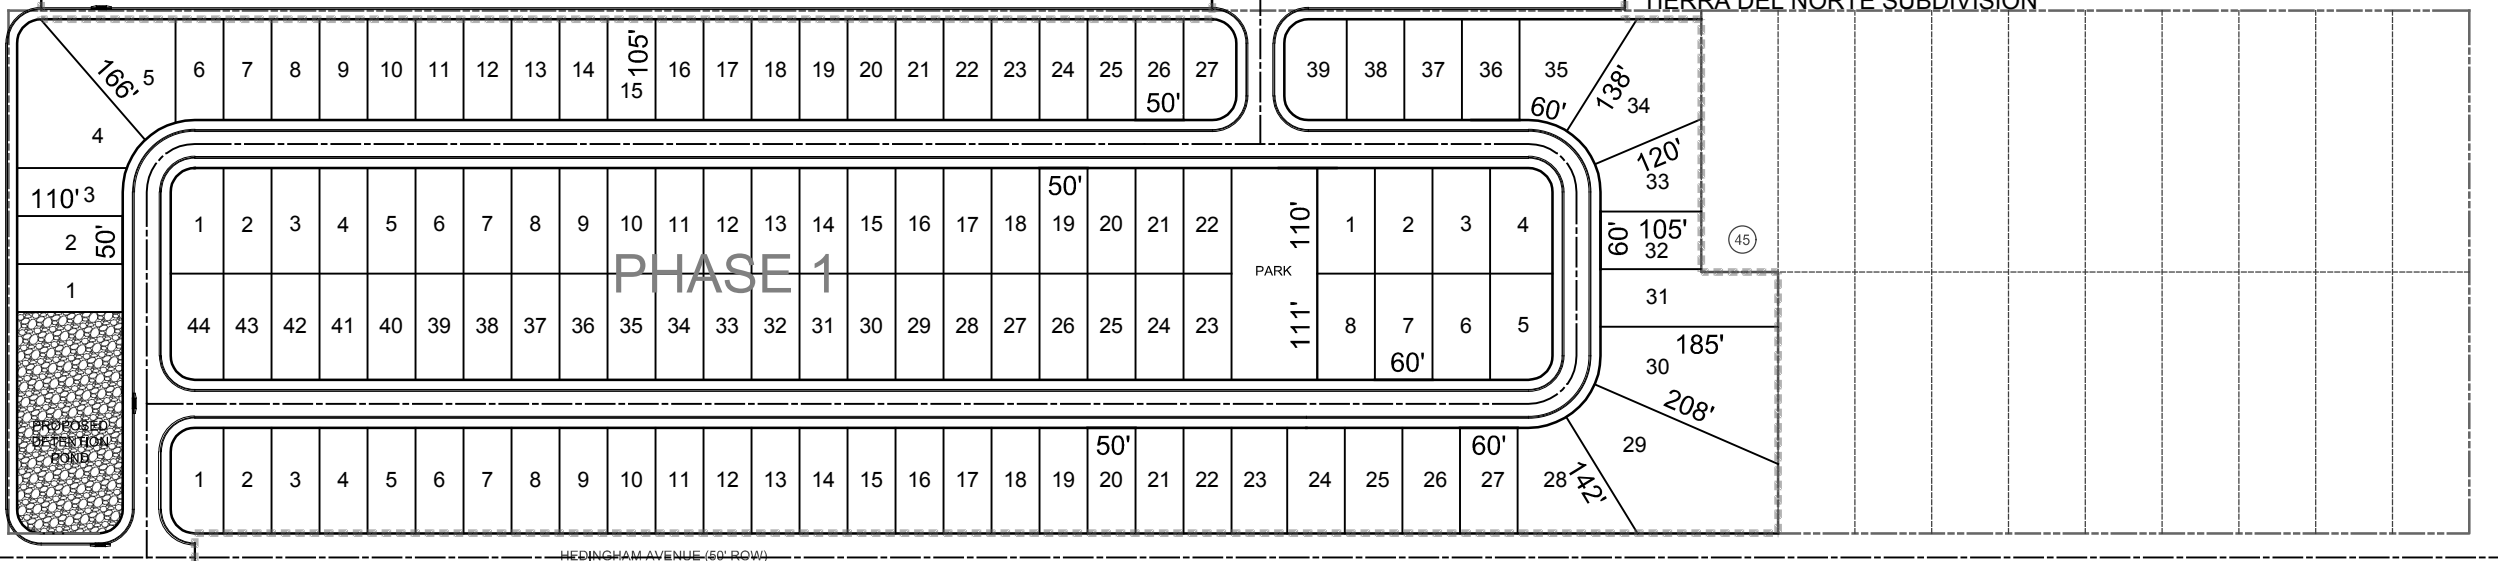 TIERRA DEL NORTE SUBDIVISION
166' 5 6 7 8 9 10 11 12 13 14 15 105' 16 17 18 19 20 21 22 23 24 25 26 27 39 38 37 36 35
50' 60' 138' 34
4
120'
33
110' 3
50'
1 2 3 4 5 6 7 8 9 10 11 12 13 14 15 16 17 18 19 20 21 22 110' 1 2 3 4
2 50' 60' 105'
32
45
PHASE 1
PARK
1
31
44 43 42 41 40 39 38 37 36 35 34 33 32 31 30 29 28 27 26 25 24 23 111' 8 7 6 5
60'
185'
30
208'
PROPOSED
DETENTION
POND
50' 60'
29
1 2 3 4 5 6 7 8 9 10 11 12 13 14 15 16 17 18 19 20 21 22 23 24 25 26 27 28 142'
HEDINGHAM AVENUE (50' ROW)